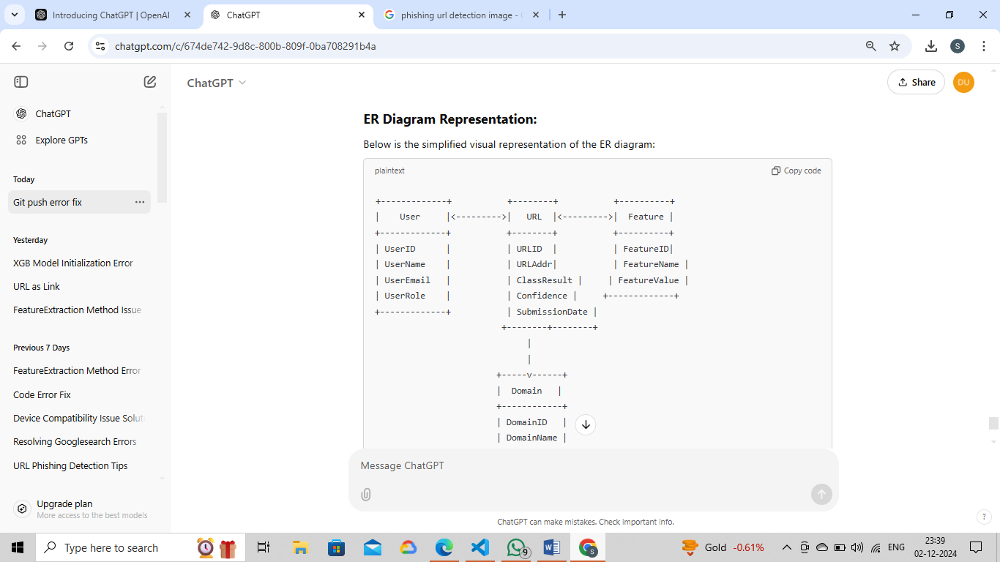 Introducing ChatGPT | OpenAI
ChatGPT
phishing url detection image -
chatgpt.com/c/674de742-9d8c-800b-809f-0ba708291b4a
S
ChatGPT
Share
DU
ChatGPT
Explore GPTs
Today
Git push error fix
Yesterday
XGB Model Initialization Error
URL as Link
FeatureExtraction Method Issue
Previous 7 Days
FeatureExtraction Method Error
Code Error Fix
Device Compatibility Issue Soluti
Resolving Googlesearch Errors
URL Phishing Detection Tips
Upgrade plan
More access to the best models
ER Diagram Representation:
Below is the simplified visual representation of the ER diagram:
plaintext Copy code
+-------------+           +--------+           +----------+
|    User     |<--------->|   URL  |<--------->|  Feature |
+-------------+           +--------+           +----------+
| UserID      |           | URLID  |           | FeatureID|
| UserName    |           | URLAddr|           | FeatureName |
| UserEmail   |           | ClassResult |     | FeatureValue |
| UserRole    |           | Confidence |     +-------------+
+-------------+           | SubmissionDate |
                         +--------+--------+
                              |
                              |
                        +-----v------+
                        |  Domain   |
                        +------------+
                        | DomainID   |
                        | DomainName |
Message ChatGPT
ChatGPT can make mistakes. Check important info.
?
Type here to search
9
S
Gold -0.61%
ENG
23:39
02-12-2024